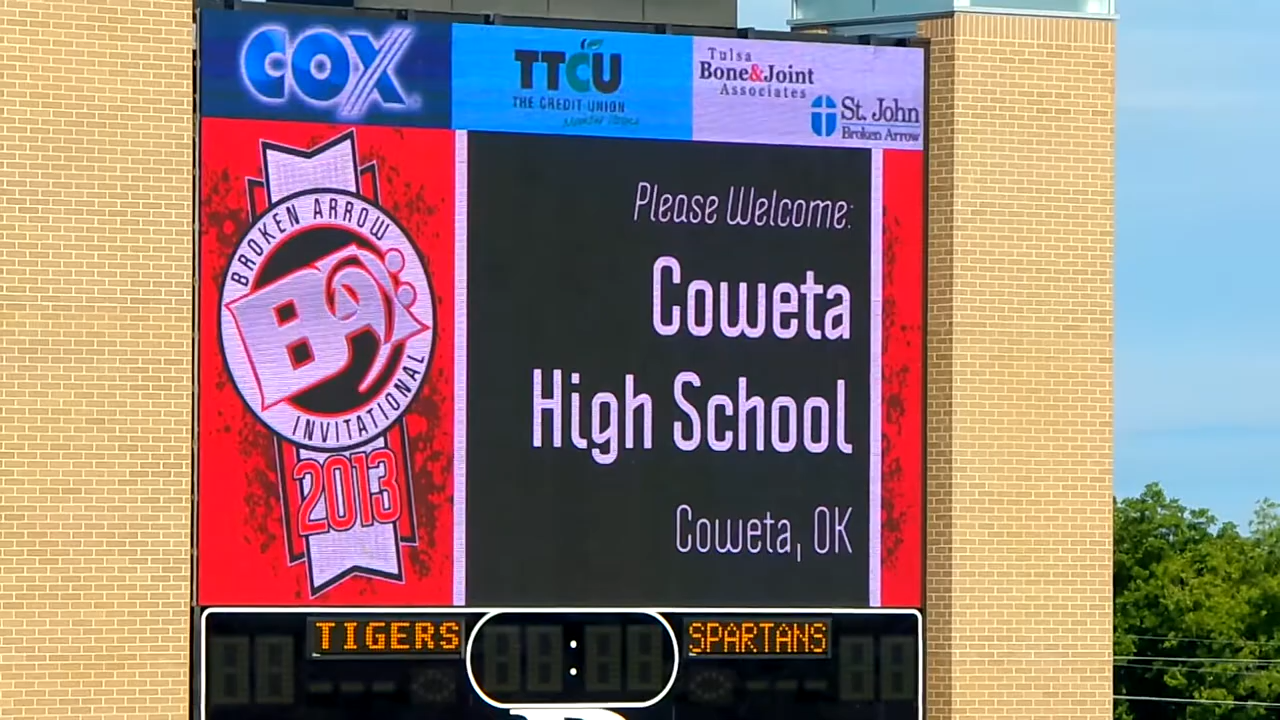 COX
TTCU
THE CREDIT UNION
Tulsa
Bone&Joint
Associates
St. John
Broken Arrow
BROKEN ARROW
BA
INVITATIONAL
2013
Please Welcome:
Coweta
High School
Coweta, OK
TIGERS
SPARTANS